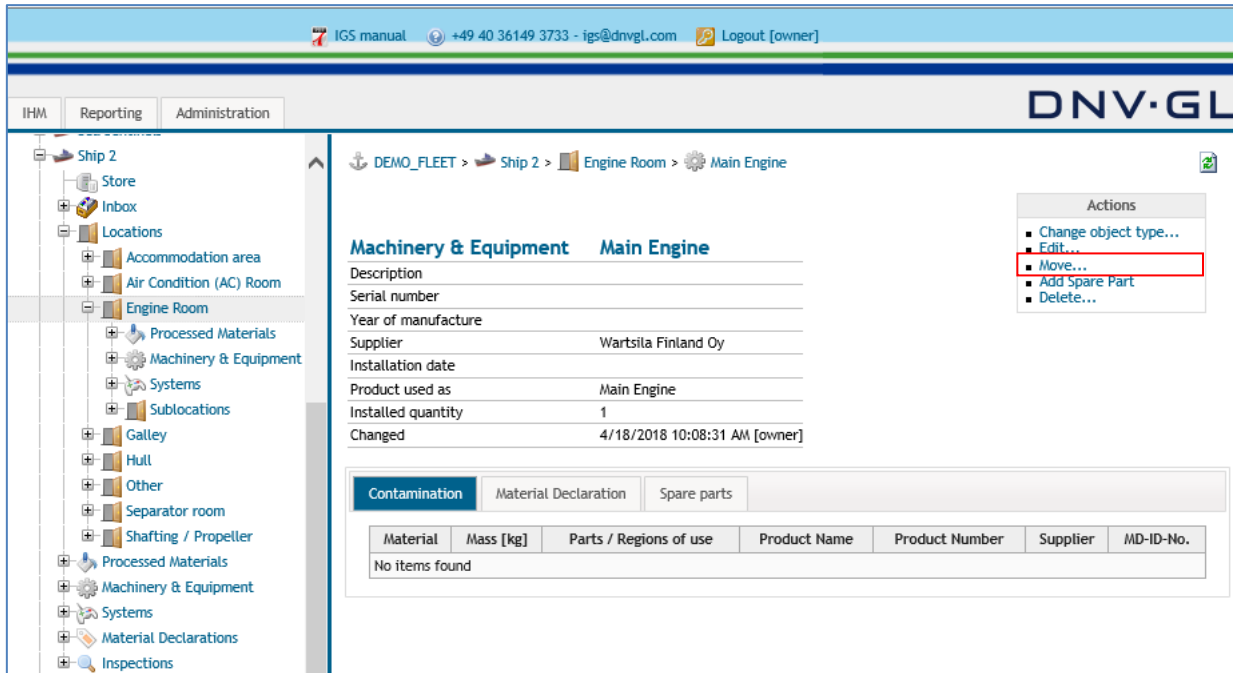 IGS manual +49 40 36149 3733 - igs@dnvgl.com Logout [owner]
IHM Reporting Administration
DNV·GL
Ship 2
Store
Inbox
Locations
Accommodation area
Air Condition (AC) Room
Engine Room
Processed Materials
Machinery & Equipment
Systems
Sublocations
Galley
Hull
Other
Separator room
Shafting / Propeller
Processed Materials
Machinery & Equipment
Systems
Material Declarations
Inspections
DEMO_FLEET > Ship 2 > Engine Room > Main Engine
Actions
Change object type...
Edit...
Move...
Add Spare Part
Delete...
Machinery & Equipment Main Engine
Description
Serial number
Year of manufacture
Supplier Wartsila Finland Oy
Installation date
Product used as Main Engine
Installed quantity 1
Changed 4/18/2018 10:08:31 AM [owner]
Contamination Material Declaration Spare parts
Material Mass [kg] Parts / Regions of use Product Name Product Number Supplier MD-ID-No.
No items found